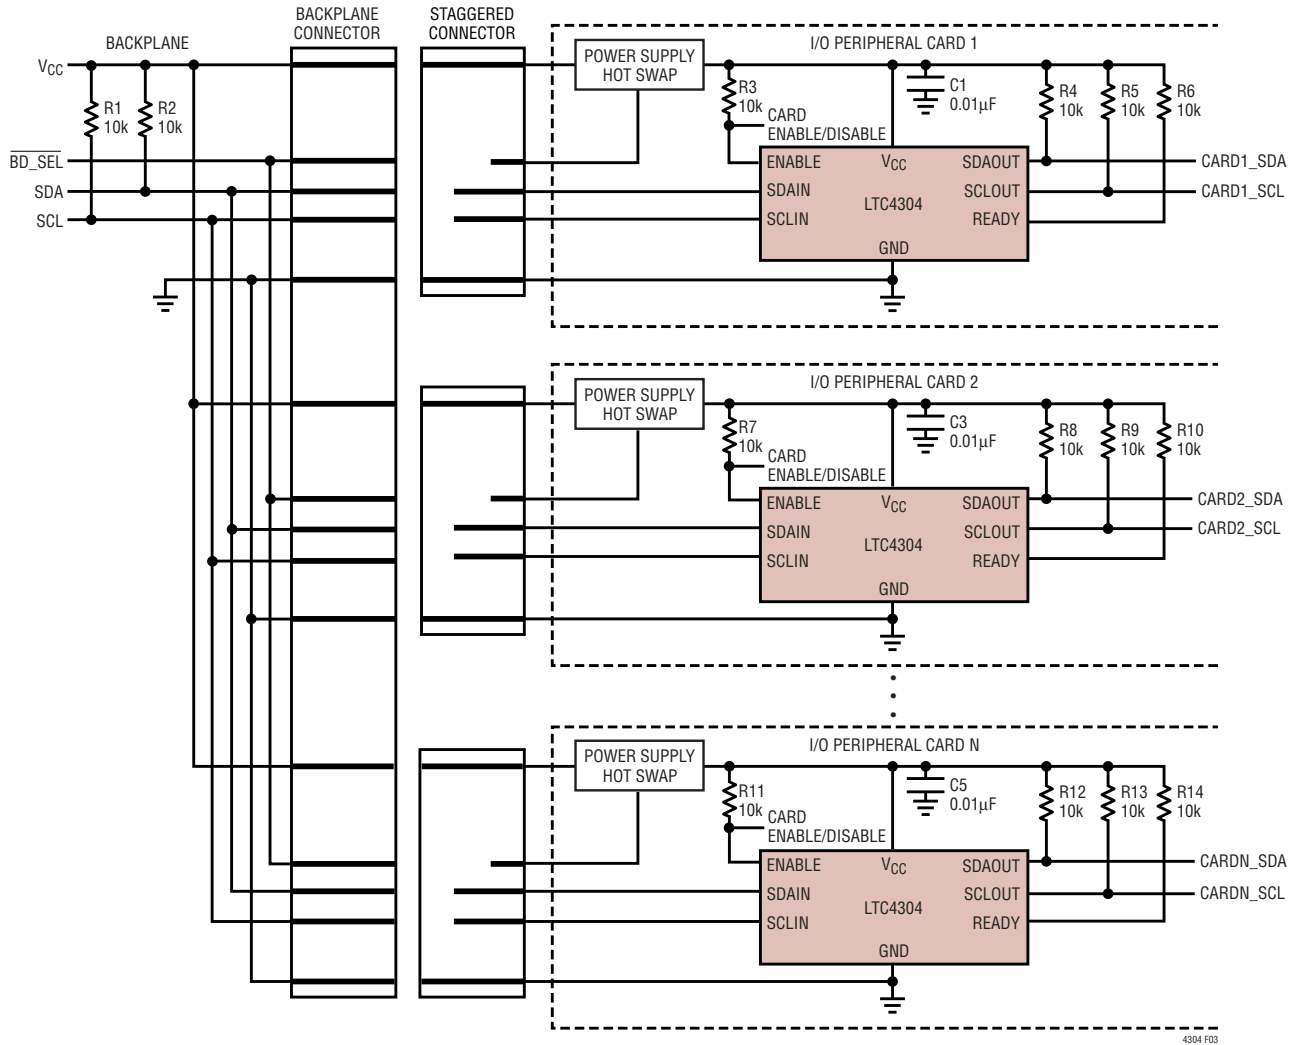 BACKPLANE
CONNECTOR
STAGGERED
CONNECTOR
BACKPLANE
VCC
R1
10k
R2
10k
BD_SEL
SDA
SCL
POWER SUPPLY
HOT SWAP
I/O PERIPHERAL CARD 1
R3
10k
CARD
ENABLE/DISABLE
C1
0.01μF
R4
10k
R5
10k
R6
10k
ENABLE
VCC
SDAOUT
CARD1_SDA
SDAIN
LTC4304
SCLOUT
CARD1_SCL
SCLIN
READY
GND
POWER SUPPLY
HOT SWAP
I/O PERIPHERAL CARD 2
R7
10k
CARD
ENABLE/DISABLE
C3
0.01μF
R8
10k
R9
10k
R10
10k
ENABLE
VCC
SDAOUT
CARD2_SDA
SDAIN
LTC4304
SCLOUT
CARD2_SCL
SCLIN
READY
GND
POWER SUPPLY
HOT SWAP
I/O PERIPHERAL CARD N
R11
10k
CARD
ENABLE/DISABLE
C5
0.01μF
R12
10k
R13
10k
R14
10k
ENABLE
VCC
SDAOUT
CARDN_SDA
SDAIN
LTC4304
SCLOUT
CARDN_SCL
SCLIN
READY
GND
4304 F03